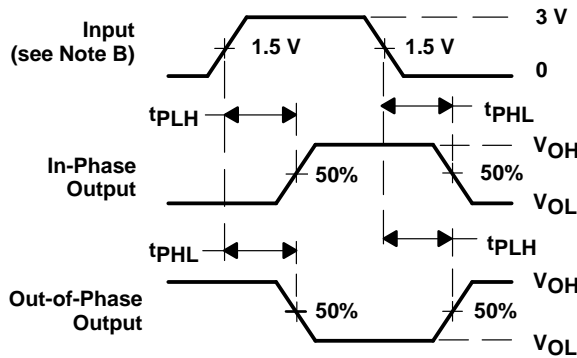 Input
(see Note B)
1.5 V
1.5 V
3 V
0
tPLH
tPHL
In-Phase
Output
50%
50%
VOH
VOL
tPHL
tPLH
Out-of-Phase
Output
50%
50%
VOH
VOL